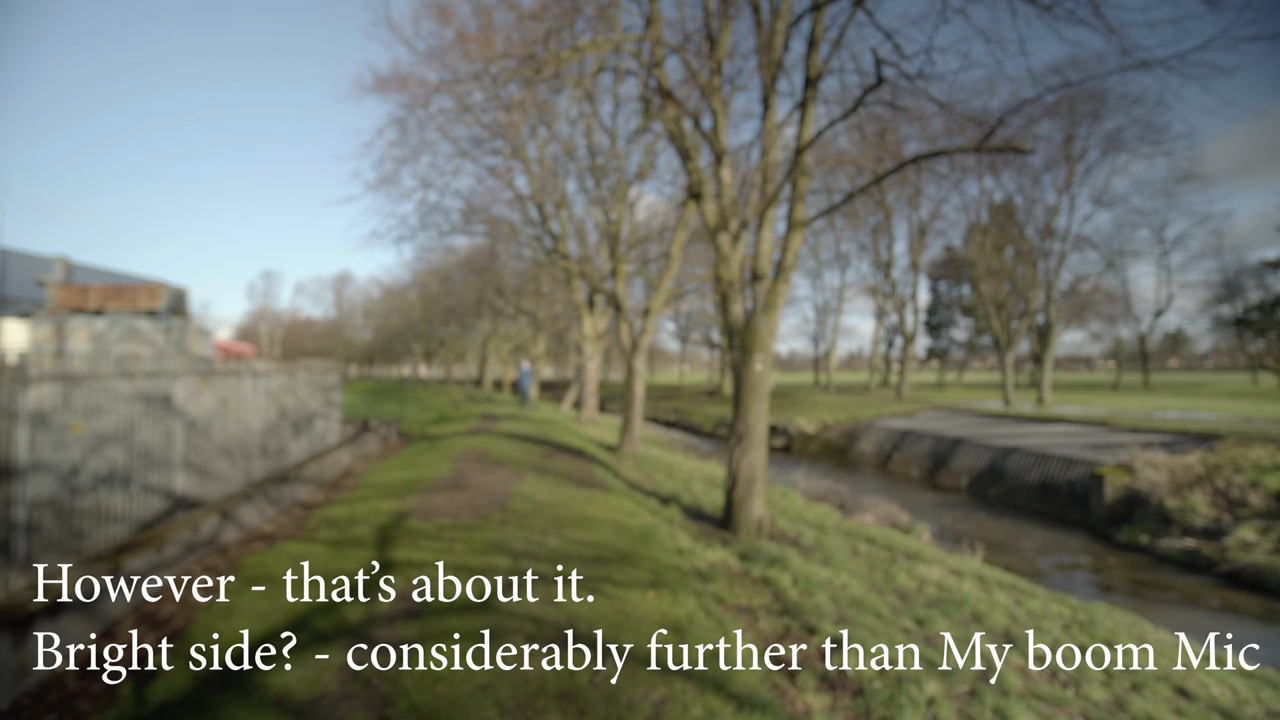 However - that’s about it.
Bright side? - considerably further than My boom Mic